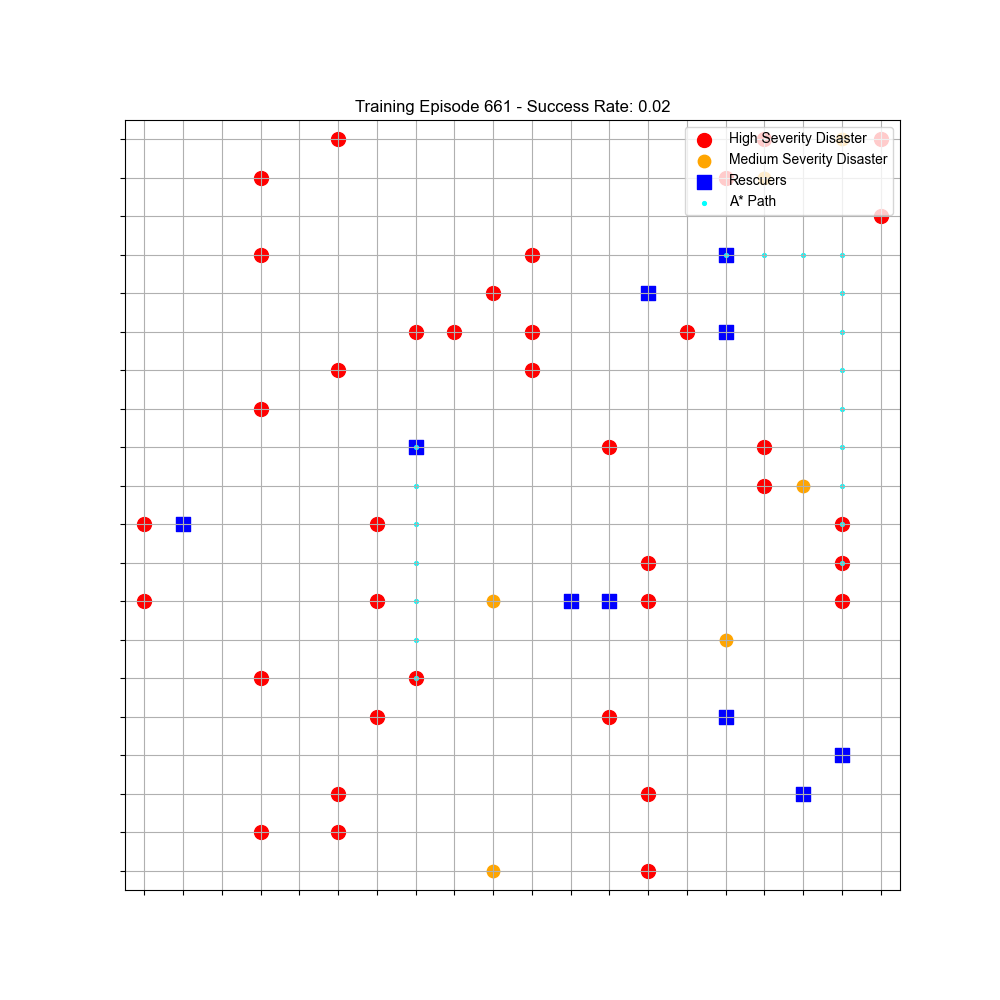 Training Episode 661 - Success Rate: 0.02
High Severity Disaster
Medium Severity Disaster
Rescuers
A* Path